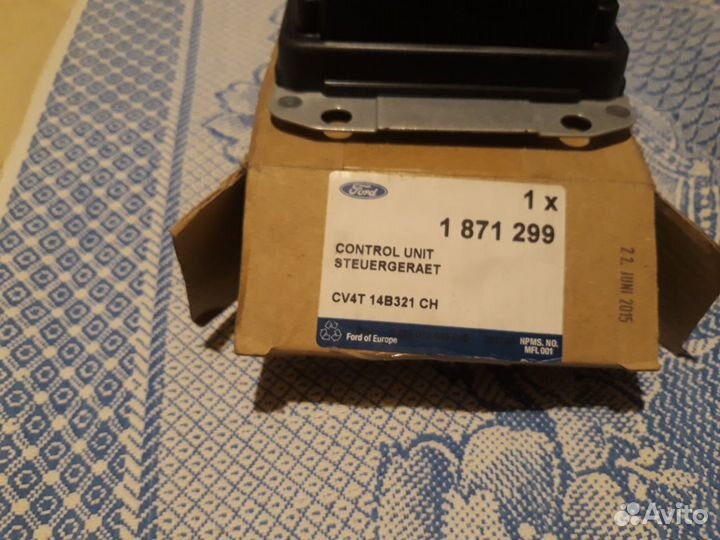 Ford
1 x
1 871 299
CONTROL UNIT
STEUERGERAET
CV4T 14B321 CH
Ford of Europe
NPMS. NO.
MFL 001
22. JUNI 2015
Avito